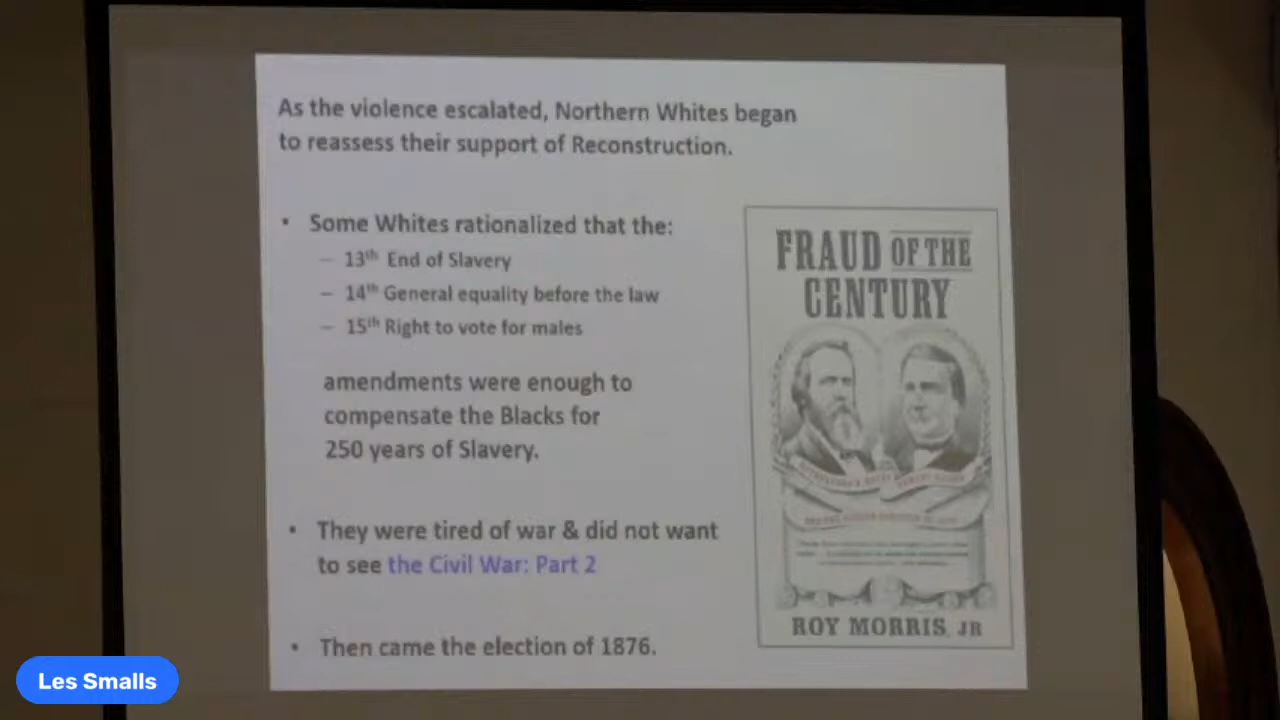 As the violence escalated, Northern Whites began
to reassess their support of Reconstruction.
• Some Whites rationalized that the:
– 13th End of Slavery
– 14th General equality before the law
– 15th Right to vote for males
amendments were enough to
compensate the Blacks for
250 years of Slavery.
• They were tired of war & did not want
to see the Civil War: Part 2
• Then came the election of 1876.
FRAUD OF THE
CENTURY
ROY MORRIS, JR
Les Smalls